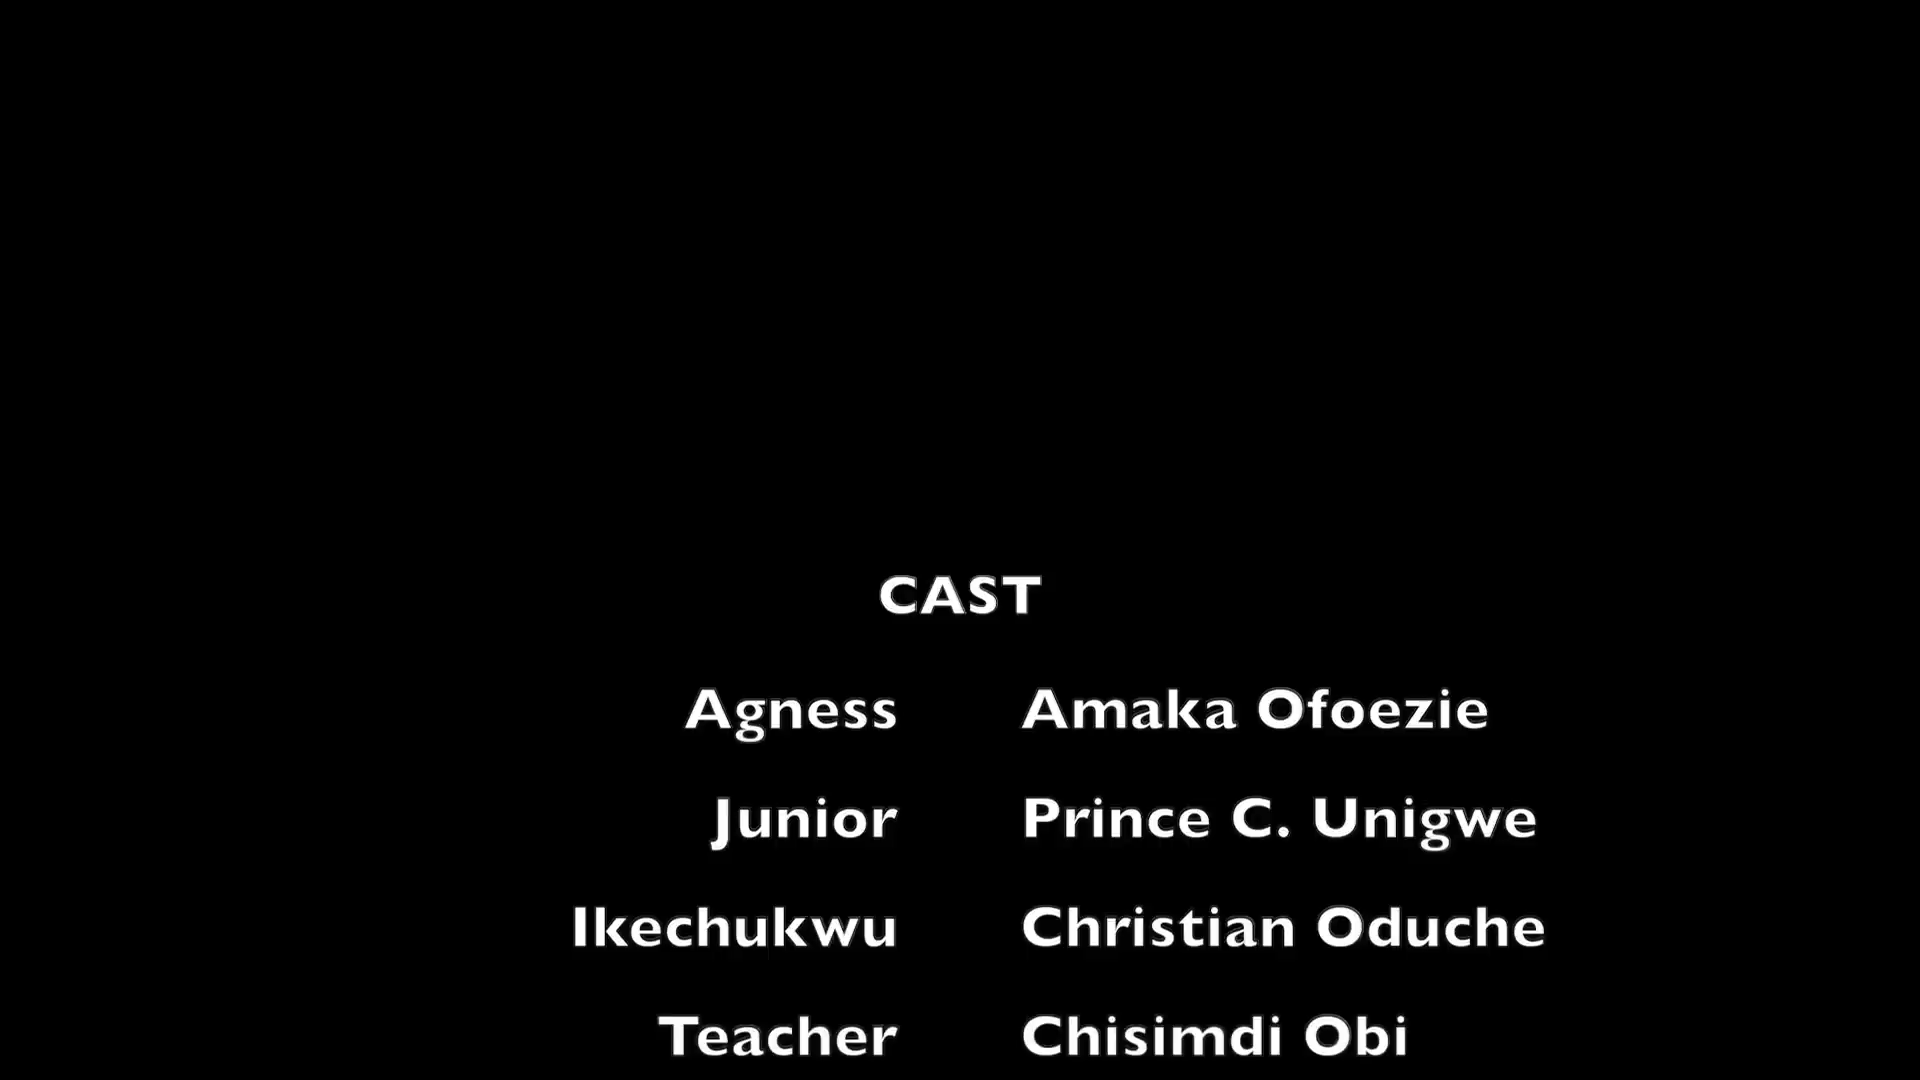 CAST
Agness Amaka Ofoezie
Junior Prince C. Unigwe
Ikechukwu Christian Oduche
Teacher Chisimdi Obi